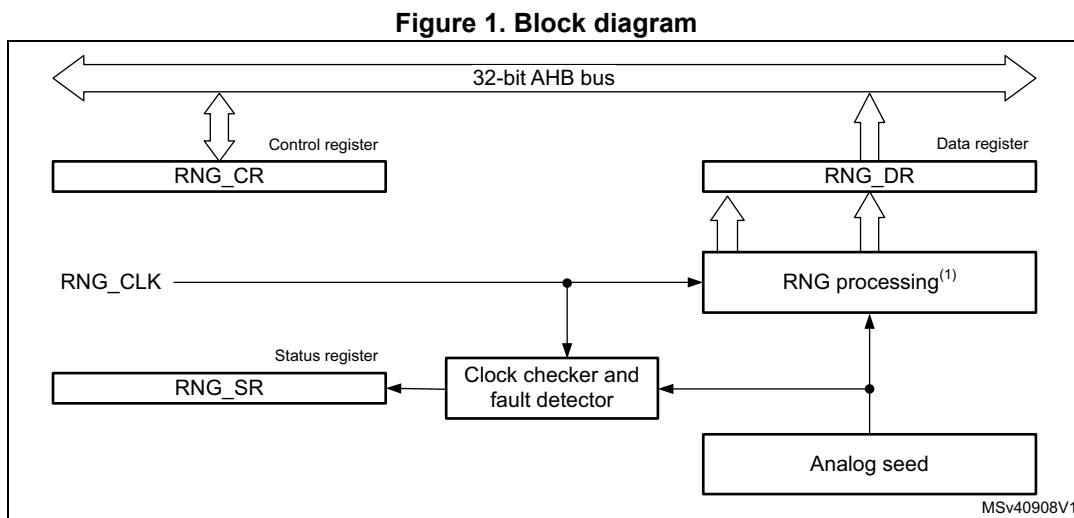 Figure 1. Block diagram
32-bit AHB bus
Control register
Data register
RNG_CR
RNG_DR
RNG_CLK
RNG processing(1)
Status register
RNG_SR
Clock checker and
fault detector
Analog seed
MSv40908V1